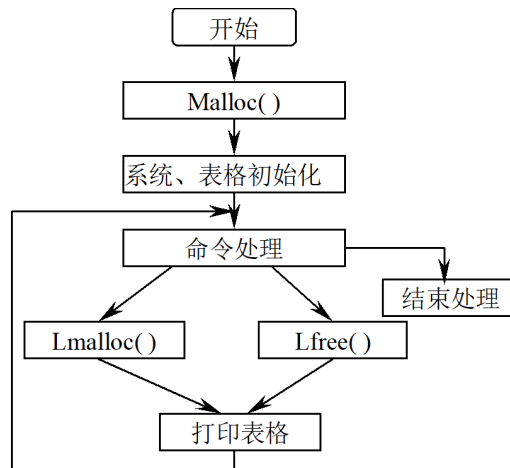 开始
Malloc( )
系统、表格初始化
命令处理
结束处理
Lmalloc( )
Lfree( )
打印表格